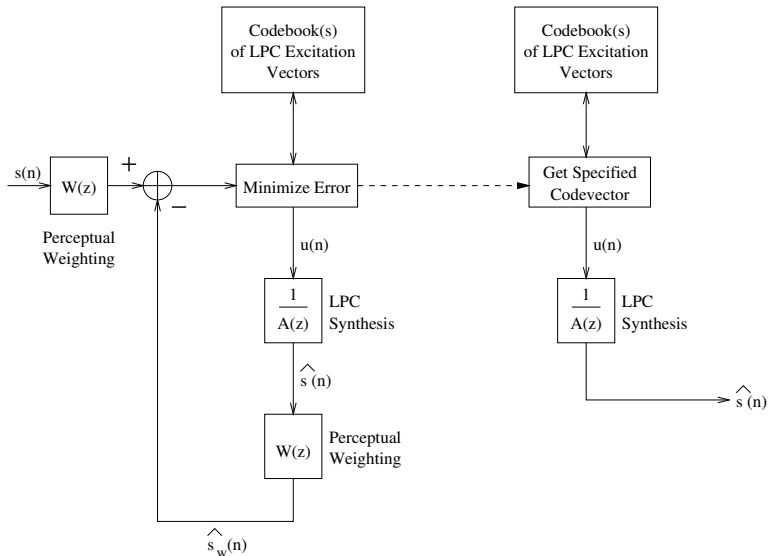 Codebook(s)
of LPC Excitation
Vectors
Codebook(s)
of LPC Excitation
Vectors
s(n)
W(z)
+
−
Minimize Error
Get Specified
Codevector
Perceptual
Weighting
u(n)
u(n)
1
A(z)
LPC
Synthesis
1
A(z)
LPC
Synthesis
^s(n)
^s(n)
W(z)
Perceptual
Weighting
^s_w(n)